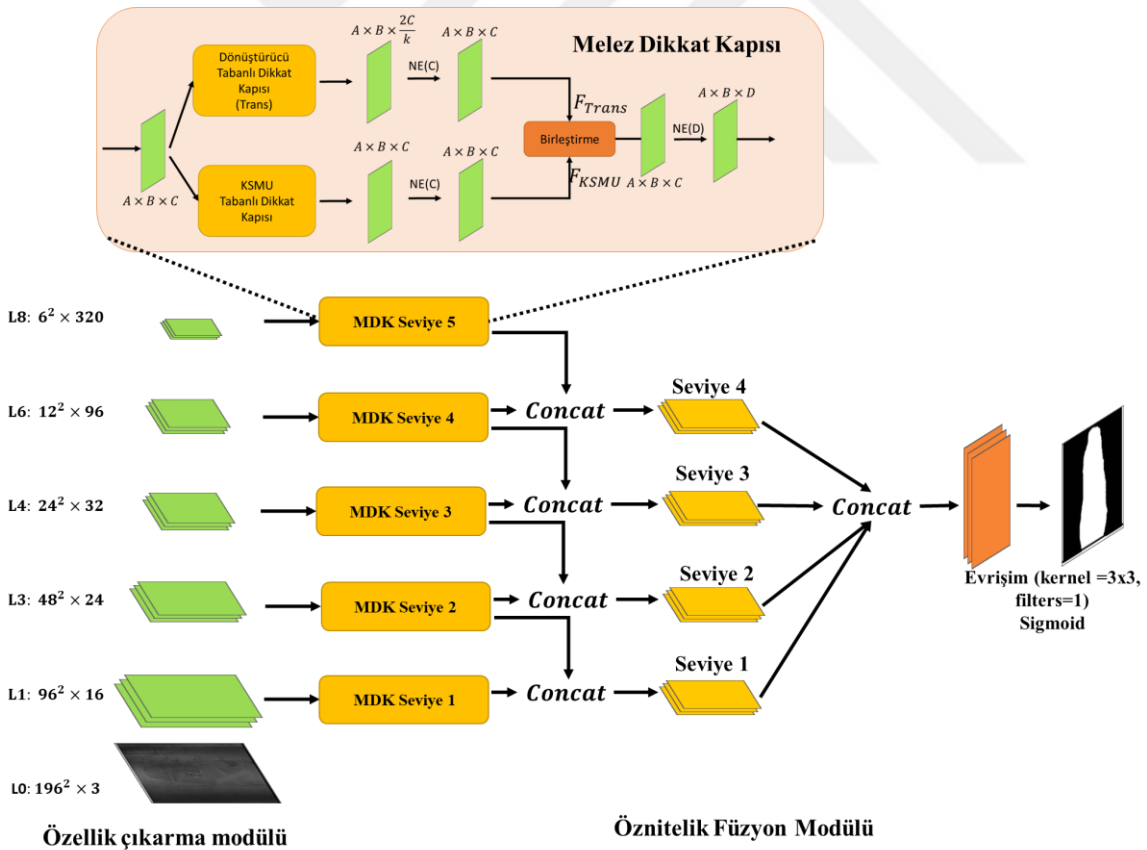 Melez Dikkat Kapısı
Dönüştürücü
Tabanlı Dikkat
Kapısı
(Trans)
A × B × 2C/k
NE(C)
A × B × C
F_Trans
A × B × C
KSMU
Tabanlı Dikkat
Kapısı
A × B × C
NE(C)
A × B × C
F_KSMU
Birleştirme
A × B × C
NE(D)
A × B × D
L8: 6² × 320
MDK Seviye 5
L6: 12² × 96
MDK Seviye 4
Concat
Seviye 4
L4: 24² × 32
MDK Seviye 3
Concat
Seviye 3
Concat
L3: 48² × 24
MDK Seviye 2
Concat
Seviye 2
Evrişim (kernel =3x3,
filters=1)
Sigmoid
L1: 96² × 16
MDK Seviye 1
Concat
Seviye 1
L0: 196² × 3
Özellik çıkarma modülü
Öznitelik Füzyon Modülü